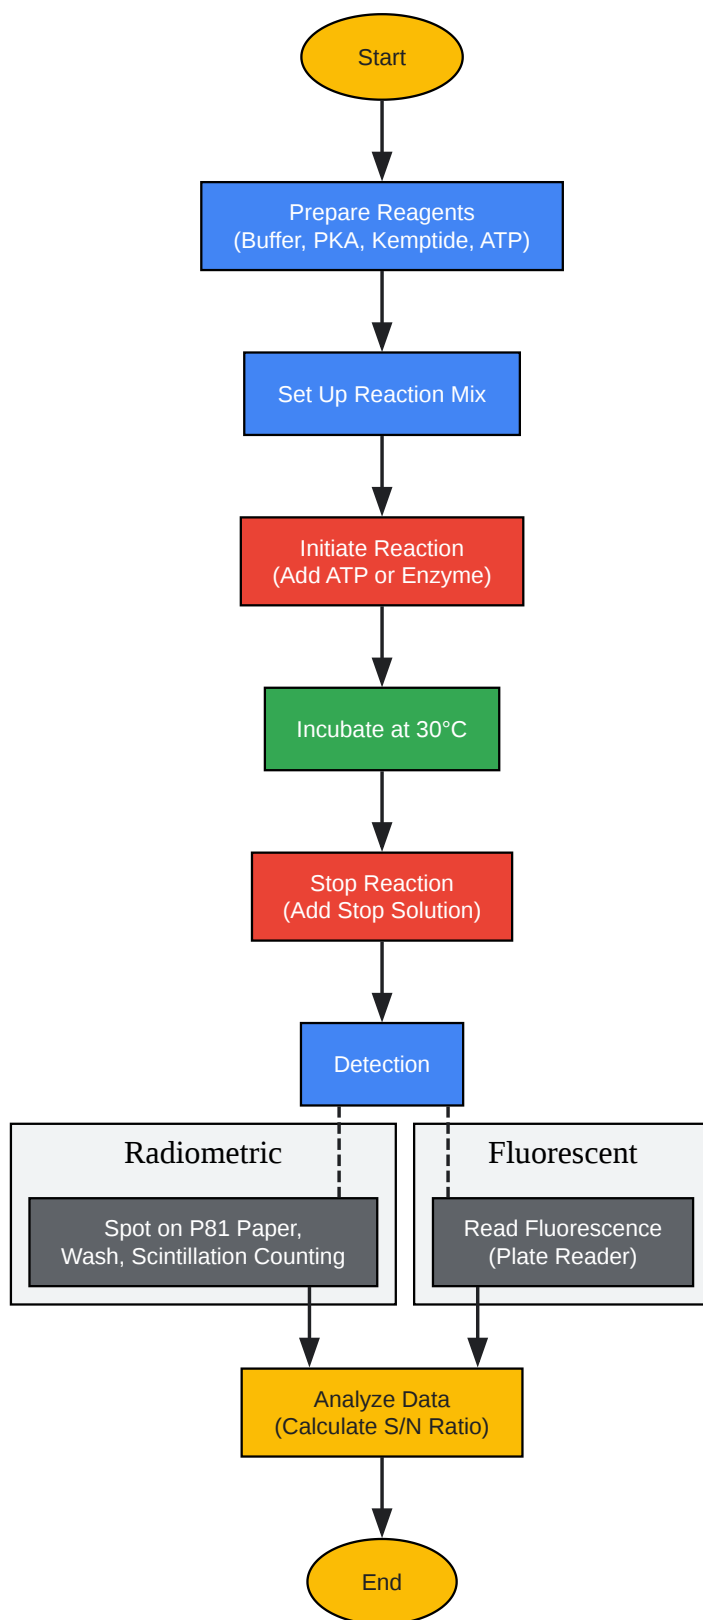 Start
Prepare Reagents
(Buffer, PKA, Kemptide, ATP)
Set Up Reaction Mix
Initiate Reaction
(Add ATP or Enzyme)
Incubate at 30°C
Stop Reaction
(Add Stop Solution)
Detection
Radiometric
Spot on P81 Paper,
Wash, Scintillation Counting
Fluorescent
Read Fluorescence
(Plate Reader)
Analyze Data
(Calculate S/N Ratio)
End